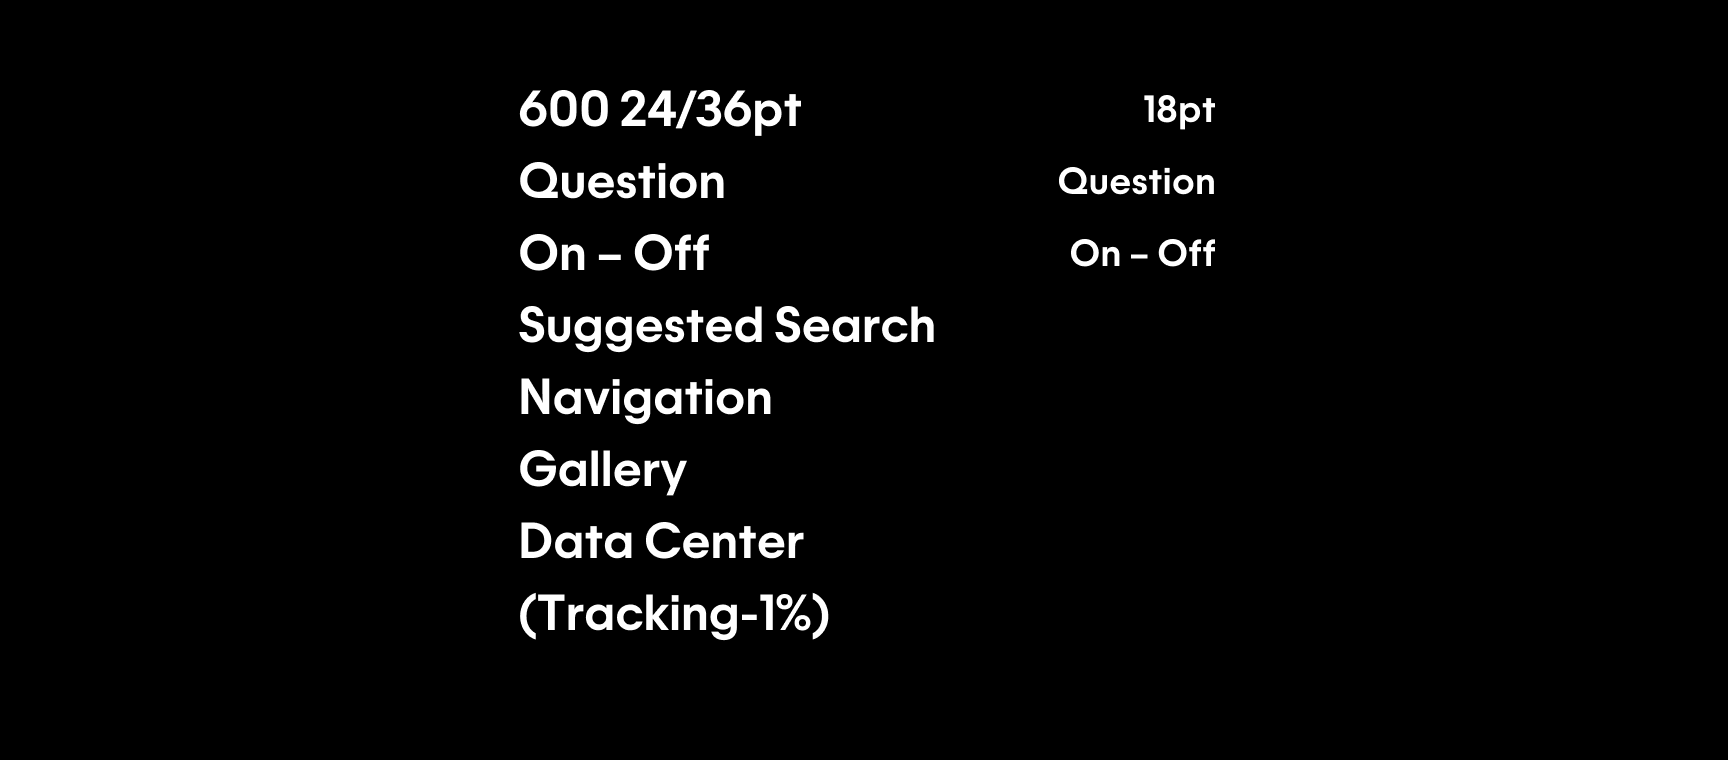 600 24/36pt
Question
On – Off
Suggested Search
Navigation
Gallery
Data Center
(Tracking-1%)
18pt
Question
On – Off